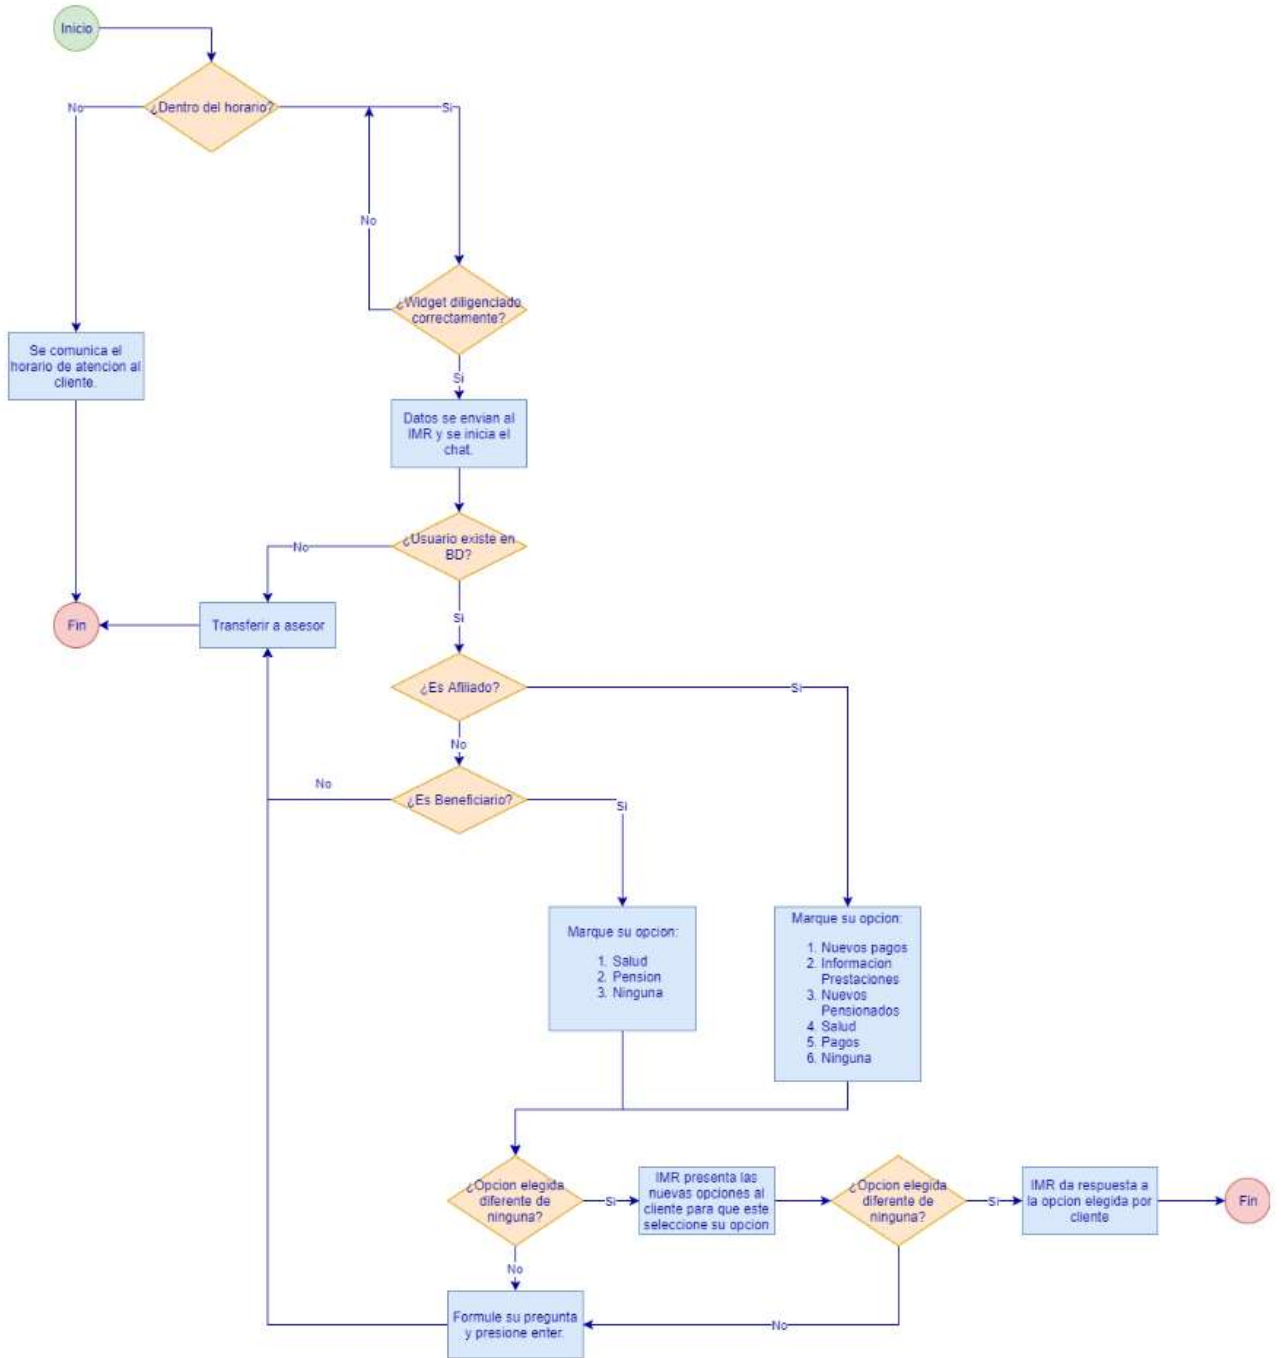 Inicio
¿Dentro del horario?
No
Si
No
¿Widget diligenciado
correctamente?
Se comunica el
horario de atencion al
cliente.
Si
Datos se envian al
IMR y se inicia el
chat.
¿Usuario existe en
BD?
No
Si
Fin
Transferir a asesor
¿Es Afiliado?
Si
No
¿Es Beneficiario?
No
Si
Marque su opcion:
1. Salud
2. Pension
3. Ninguna
Marque su opcion:
1. Nuevos pagos
2. Informacion
Prestaciones
3. Nuevos
Pensionados
4. Salud
5. Pagos
6. Ninguna
¿Opcion elegida
diferente de
ninguna?
Si
IMR presenta las
nuevas opciones al
cliente para que este
seleccione su opcion
¿Opcion elegida
diferente de
ninguna?
Si
IMR da respuesta a
la opcion elegida por
cliente
Fin
No
Formule su pregunta
y presione enter.
No